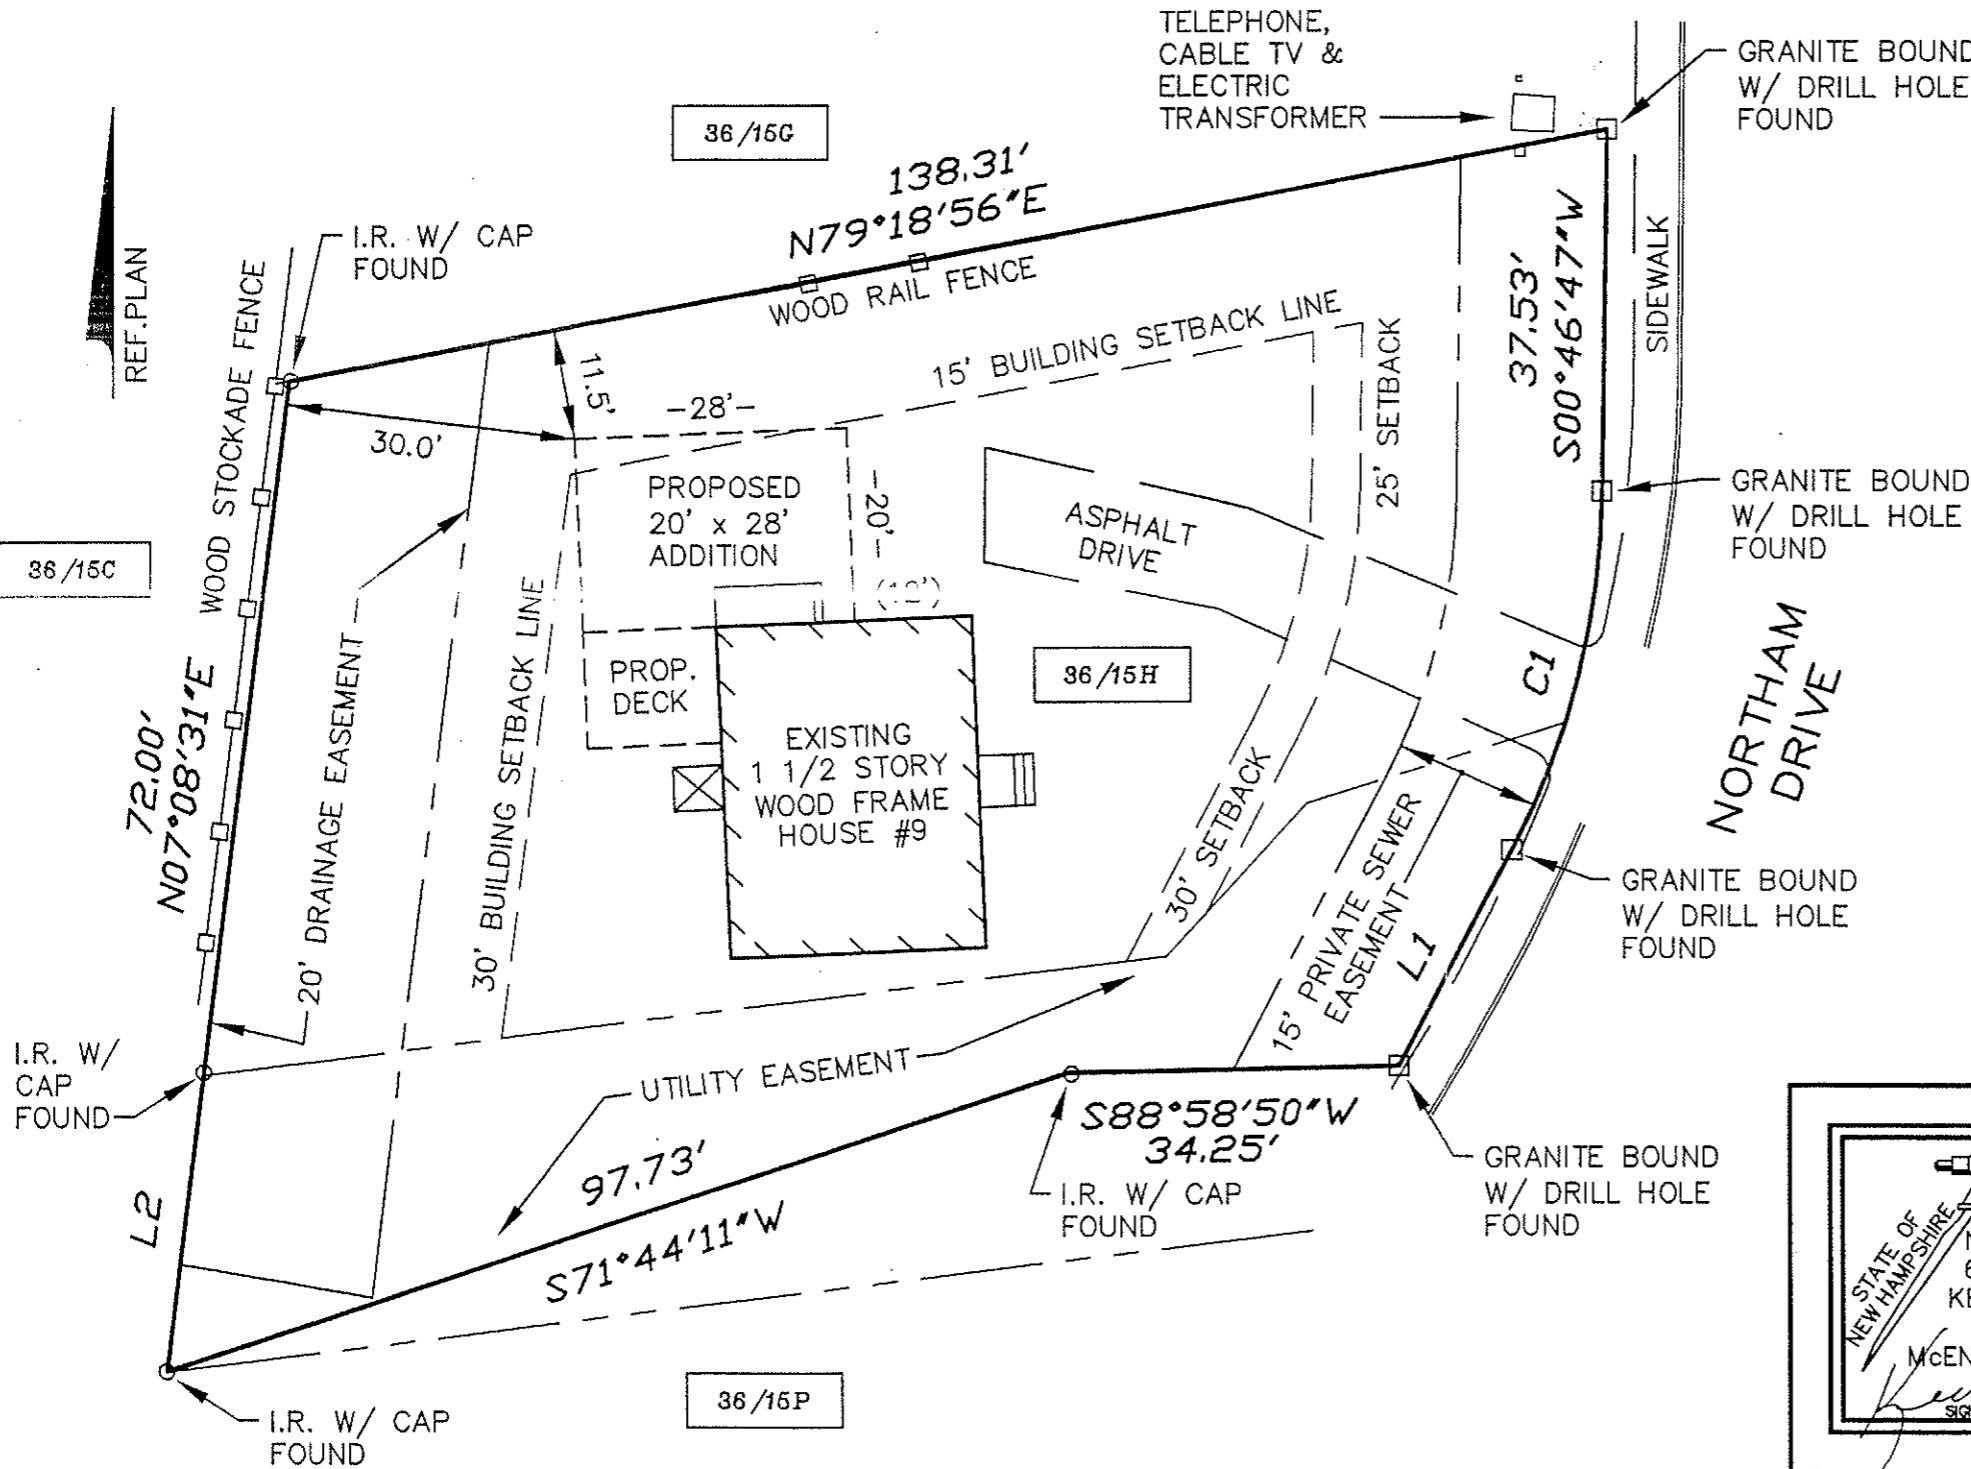 TELEPHONE,
CABLE TV &
ELECTRIC
TRANSFORMER
GRANITE BOUND
W/ DRILL HOLE
FOUND
36/15G
138.31'
N79°18'56"E
WOOD RAIL FENCE
I.R. W/ CAP
FOUND
REF.PLAN
WOOD STOCKADE FENCE
37.53'
S00°46'47"W
SIDEWALK
15' BUILDING SETBACK LINE
25' SETBACK
11.5'
-28'-
30.0'
-20'-
PROPOSED
20' x 28'
ADDITION
ASPHALT
DRIVE
GRANITE BOUND
W/ DRILL HOLE
FOUND
36/15C
(12')
PROP.
DECK
36/15H
C1
NORTHAM
DRIVE
72.00'
N07°08'31"E
20' DRAINAGE EASEMENT
30' BUILDING SETBACK LINE
EXISTING
1 1/2 STORY
WOOD FRAME
HOUSE #9
30' SETBACK
15' PRIVATE SEWER
EASEMENT
L1
GRANITE BOUND
W/ DRILL HOLE
FOUND
I.R. W/
CAP
FOUND
UTILITY EASEMENT
S88°58'50"W
34.25'
I.R. W/ CAP
FOUND
GRANITE BOUND
W/ DRILL HOLE
FOUND
97.73'
S71°44'11"W
L2
36/15P
I.R. W/ CAP
FOUND
STATE OF
NEW HAMPSHIRE